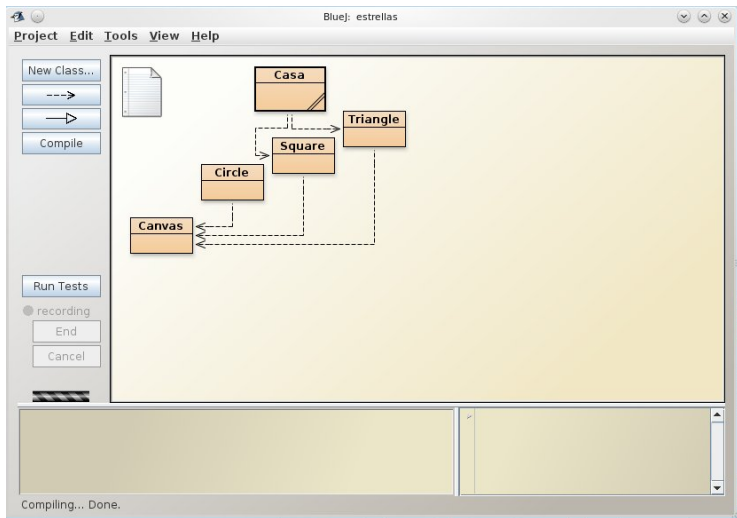 BlueJ: estrellas
Project Edit Tools View Help
New Class...
Compile
Casa
Triangle
Square
Circle
Canvas
Run Tests
recording
End
Cancel
Compiling... Done.